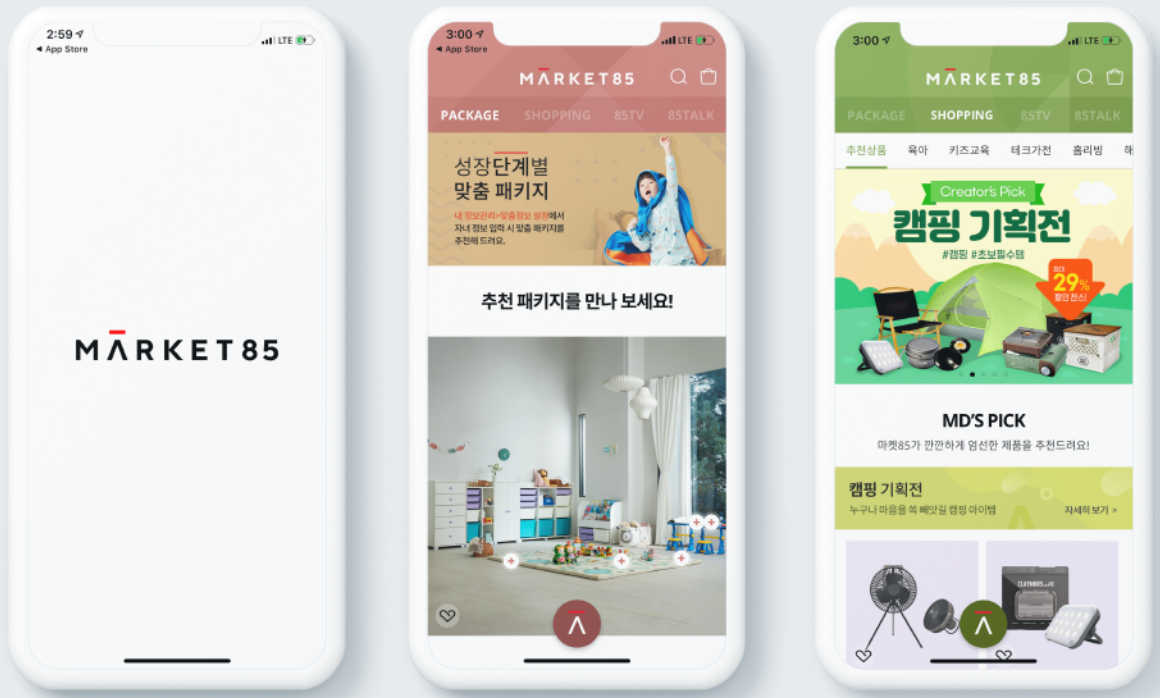 2:59
App Store
LTE
MARKET85
3:00
App Store
LTE
MARKET85
PACKAGE SHOPPING 85TV 85TALK
성장단계별
맞춤 패키지
내 정보관리>맞춤정보 설정에서
자녀 정보 입력 시 맞춤 패키지를
추천해 드려요.
추천 패키지를 만나 보세요!
3:00
LTE
MARKET85
PACKAGE SHOPPING 85TV 85TALK
추천상품 육아 키즈교육 테크가전 홈리빙 해
Creator's Pick
캠핑 기획전
#캠핑 #초보필수템
최대
29%
할인 찬스!
MD'S PICK
마켓85가 깐깐하게 엄선한 제품을 추천드려요!
캠핑 기획전
누구나 마음을 쏙 빼앗길 캠핑 아이템
자세히 보기 >